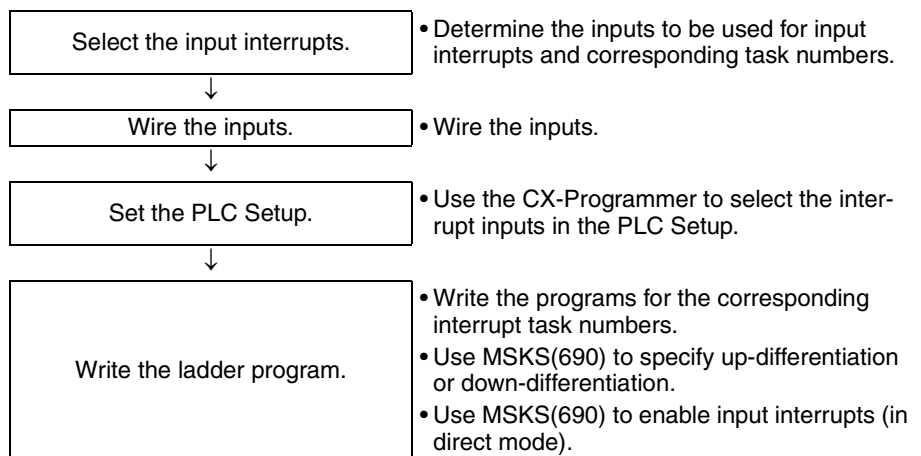 Select the input interrupts.
• Determine the inputs to be used for input
interrupts and corresponding task numbers.
↓
Wire the inputs.
• Wire the inputs.
↓
Set the PLC Setup.
• Use the CX-Programmer to select the inter-
rupt inputs in the PLC Setup.
↓
Write the ladder program.
• Write the programs for the corresponding
interrupt task numbers.
• Use MSKS(690) to specify up-differentiation
or down-differentiation.
• Use MSKS(690) to enable input interrupts (in
direct mode).